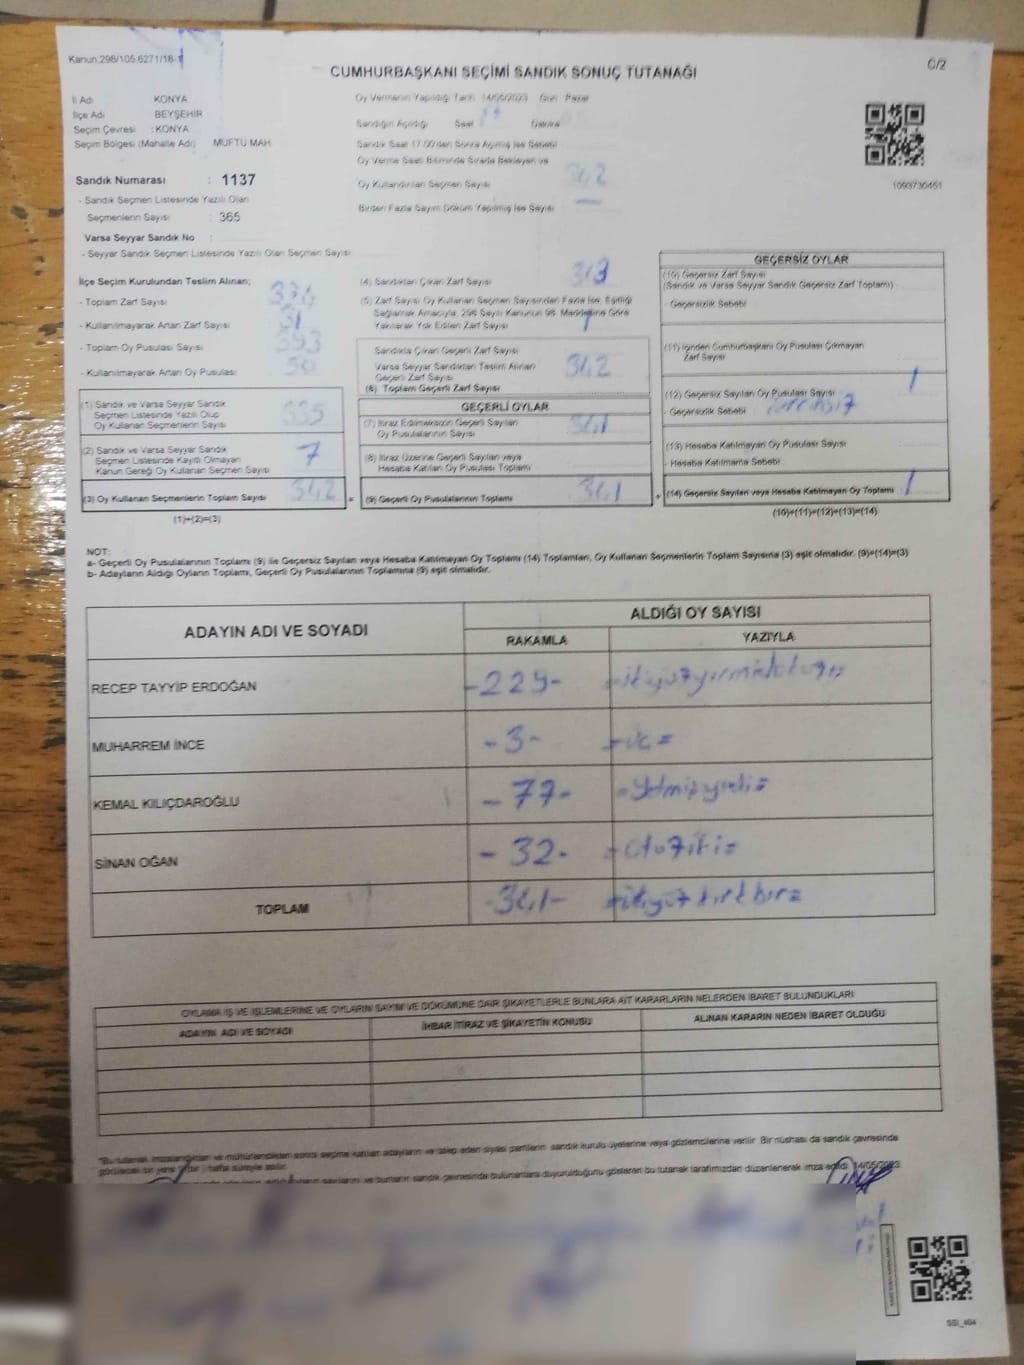 Kanun:298/105,6271/18-1
C/2
CUMHURBAŞKANI SEÇİMİ SANDIK SONUÇ TUTANAĞI
İl Adı KONYA
İlçe Adı BEYŞEHİR
Seçim Çevresi : KONYA
Seçim Bölgesi (Mahalle Adı) MÜFTÜ MAH
Sandık Numarası : 1137
- Sandık Seçmen Listesinde Yazılı Olan
Seçmenlerin Sayısı : 365
Varsa Seyyar Sandık No :
- Seyyar Sandık Seçmen Listesinde Yazılı Olan Seçmen Sayısı
Oy Vermenin Yapıldığı Tarih 14/05/2023 Gün Pazar
Sandığın Açıldığı Saat Dakika
Sandık Saat 17.00'dan Sonra Açılmış İse Sebebi
Oy Verme Saati Bitiminde Sırada Bekleyen ve
Oy Kullandırılan Seçmen Sayısı 342
Birden Fazla Sayım Döküm Yapılmış İse Sayısı —
1093730451
İlçe Seçim Kurulundan Teslim Alınan;
- Toplam Zarf Sayısı
- Kullanılmayarak Artan Zarf Sayısı
- Toplam Oy Pusulası Sayısı 393
- Kullanılmayarak Artan Oy Pusulası 50
(1) Sandık ve Varsa Seyyar Sandık
Seçmen Listesinde Yazılı Olup
Oy Kullanan Seçmenlerin Sayısı 335
(2) Sandık ve Varsa Seyyar Sandık
Seçmen Listesinde Kayıtlı Olmayan
Kanun Gereği Oy Kullanan Seçmen Sayısı 7
(3) Oy Kullanan Seçmenlerin Toplam Sayısı 342 =
(1)+(2)=(3)
(4) Sandıktan Çıkan Zarf Sayısı 343
(5) Zarf Sayısı Oy Kullanan Seçmen Sayısından Fazla İse, Eşitliği
Sağlamak Amacıyla, 298 Sayılı Kanunun 98. Maddesine Göre
Yakılarak Yok Edilen Zarf Sayısı 1
Sandıkta Çıkan Geçerli Zarf Sayısı
Varsa Seyyar Sandıktan Teslim Alınan
Geçerli Zarf Sayısı 342
(6) Toplam Geçerli Zarf Sayısı
GEÇERLİ OYLAR
(7) İtiraz Edilmeksizin Geçerli Sayılan
Oy Pusulalarının Sayısı 341
(8) İtiraz Üzerine Geçerli Sayılan veya
Hesaba Katılan Oy Pusulası Toplamı
(9) Geçerli Oy Pusulalarının Toplamı 341 +
GEÇERSİZ OYLAR
(10) Geçersiz Zarf Sayısı
(Sandık ve Varsa Seyyar Sandık Geçersiz Zarf Toplamı) :
- Geçersizlik Sebebi
(11) İçinden Cumhurbaşkanı Oy Pusulası Çıkmayan
Zarf Sayısı :
(12) Geçersiz Sayılan Oy Pusulası Sayısı 1
- Geçersizlik Sebebi
(13) Hesaba Katılmayan Oy Pusulası Sayısı
- Hesaba Katılmama Sebebi
(14) Geçersiz Sayılan veya Hesaba Katılmayan Oy Toplamı : 1
(10)+(11)+(12)+(13)=(14)
NOT:
a- Geçerli Oy Pusulalarının Toplamı (9) ile Geçersiz Sayılan veya Hesaba Katılmayan Oy Toplamı (14) Toplamları, Oy Kullanan Seçmenlerin Toplam Sayısına (3) eşit olmalıdır. (9)+(14)=(3)
b- Adayların Aldığı Oyların Toplamı, Geçerli Oy Pusulalarının Toplamına (9) eşit olmalıdır.
ADAYIN ADI VE SOYADI
ALDIĞI OY SAYISI
RAKAMLA YAZIYLA
RECEP TAYYİP ERDOĞAN -229- =ikiyüzyirmidokuz=
MUHARREM İNCE -3- =üç=
KEMAL KILIÇDAROĞLU -77- =yetmişyedi=
SİNAN OĞAN -32- =otuziki=
TOPLAM -341-
OYLAMA İŞ VE İŞLEMLERİNE VE OYLARIN SAYIM VE DÖKÜMÜNE DAİR ŞİKAYETLERLE BUNLARA AİT KARARLARIN NELERDEN İBARET BULUNDUKLARI
ADAYIN ADI VE SOYADI İHBAR İTİRAZ VE ŞİKAYETİN KONUSU ALINAN KARARIN NEDEN İBARET OLDUĞU
*Bu tutanak imzalandıktan ve mühürlendikten sonra seçime katılan adayların ve talep eden siyasi partilerin sandık kurulu üyelerine veya gözlemcilerine verilir. Bir nüshası da sandık çevresinde
görülecek bir yere 1 (bir) hafta süreyle asılır.
sandık çevresinde bulunanlara duyurulduğunu gösteren bu tutanak tarafımızdan düzenlenerek imza edildi. 14/05/2023